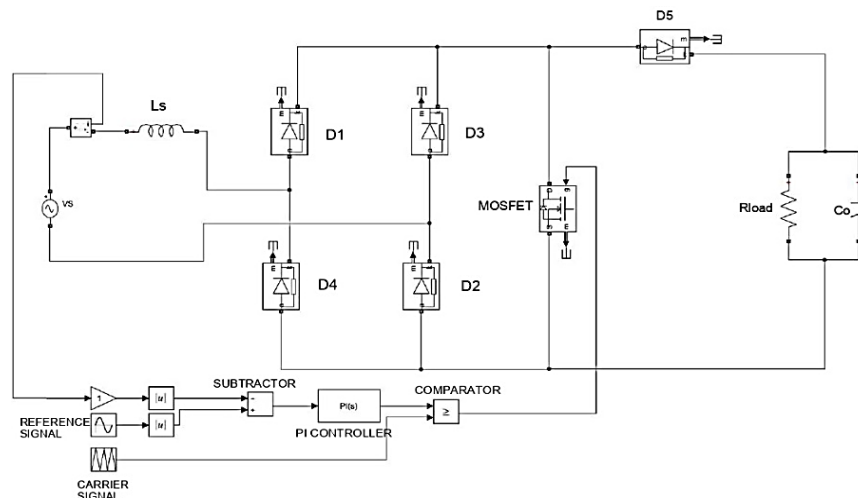 D5
Ls
D1
D3
vs
MOSFET
Rload
Co
D4
D2
SUBTRACTOR
COMPARATOR
1
|u|
PI(s)
≥
REFERENCE
SIGNAL
|u|
PI CONTROLLER
CARRIER
SIGNAL